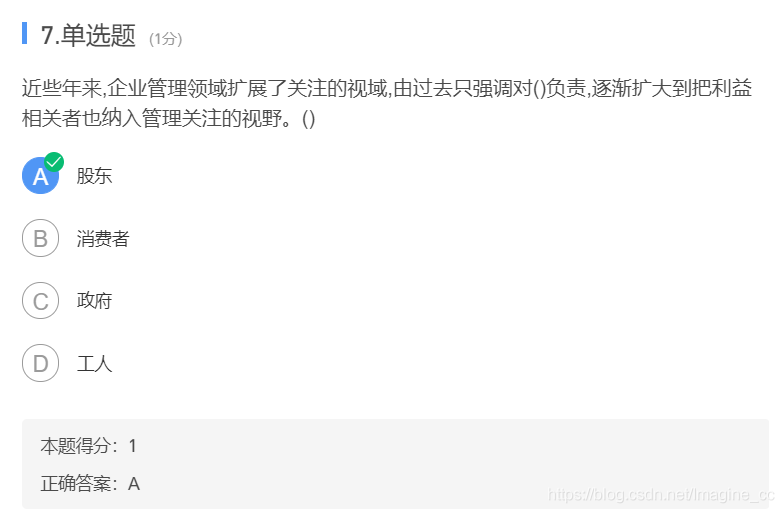 7.单选题 (1分)
近些年来,企业管理领域扩展了关注的视域,由过去只强调对()负责,逐渐扩大到把利益
相关者也纳入管理关注的视野。()
A 股东
B 消费者
C 政府
D 工人
本题得分：1
正确答案：A
https://blog.csdn.net/Imagine_cc